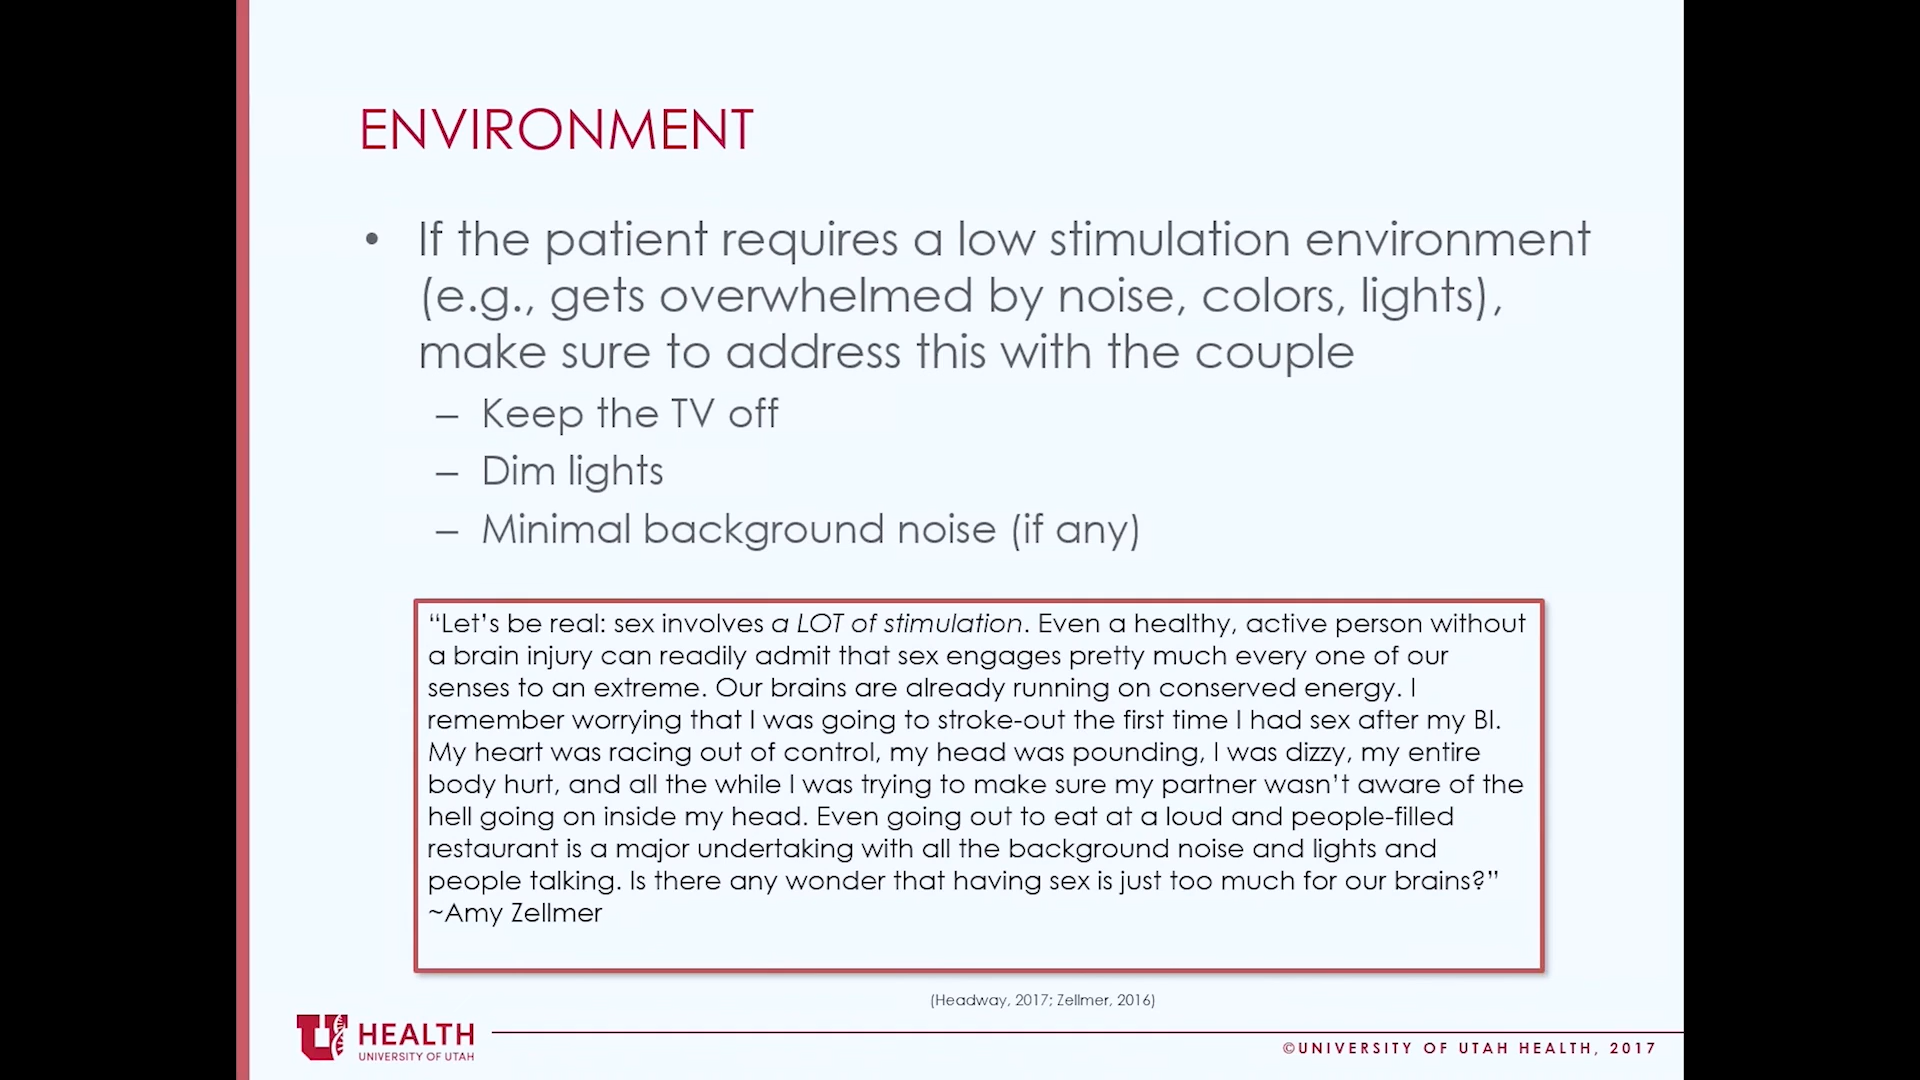 ENVIRONMENT
• If the patient requires a low stimulation environment
(e.g., gets overwhelmed by noise, colors, lights),
make sure to address this with the couple
– Keep the TV off
– Dim lights
– Minimal background noise (if any)
“Let’s be real: sex involves a LOT of stimulation. Even a healthy, active person without
a brain injury can readily admit that sex engages pretty much every one of our
senses to an extreme. Our brains are already running on conserved energy. I
remember worrying that I was going to stroke-out the first time I had sex after my BI.
My heart was racing out of control, my head was pounding, I was dizzy, my entire
body hurt, and all the while I was trying to make sure my partner wasn’t aware of the
hell going on inside my head. Even going out to eat at a loud and people-filled
restaurant is a major undertaking with all the background noise and lights and
people talking. Is there any wonder that having sex is just too much for our brains?”
~Amy Zellmer
(Headway, 2017; Zellmer, 2016)
U HEALTH
UNIVERSITY OF UTAH
©UNIVERSITY OF UTAH HEALTH, 2017